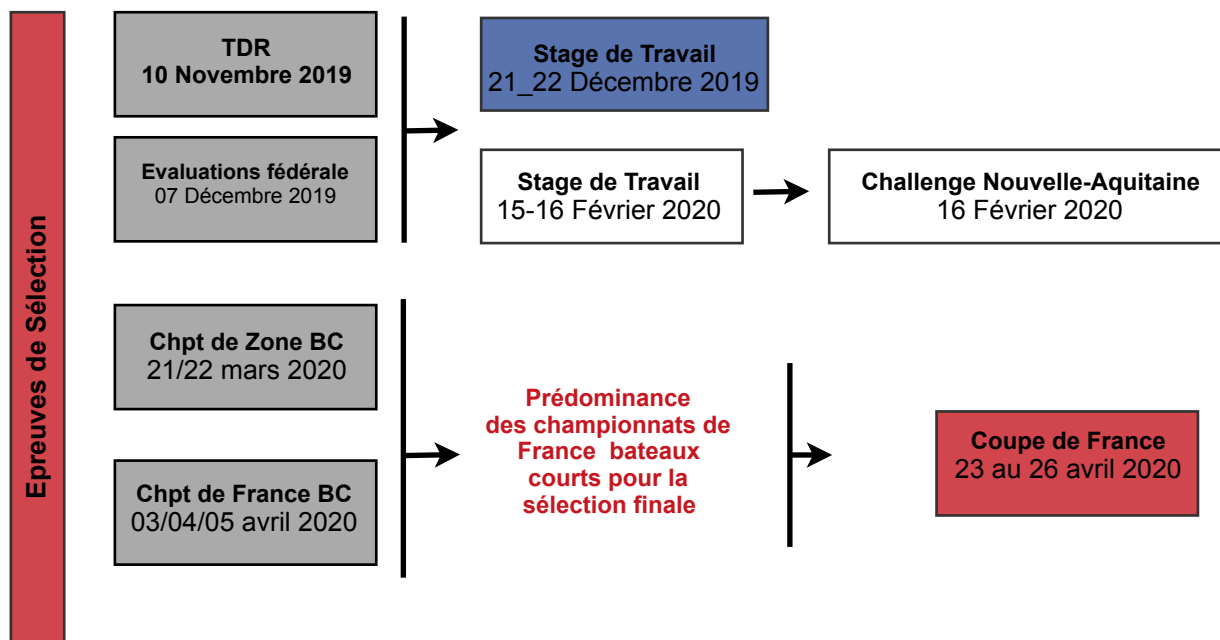 Epreuves de Sélection
TDR
10 Novembre 2019
Evaluations fédérale
07 Décembre 2019
Stage de Travail
21_22 Décembre 2019
Stage de Travail
15-16 Février 2020
Challenge Nouvelle-Aquitaine
16 Février 2020
Chpt de Zone BC
21/22 mars 2020
Chpt de France BC
03/04/05 avril 2020
Prédominance
des championnats de
France bateaux
courts pour la
sélection finale
Coupe de France
23 au 26 avril 2020